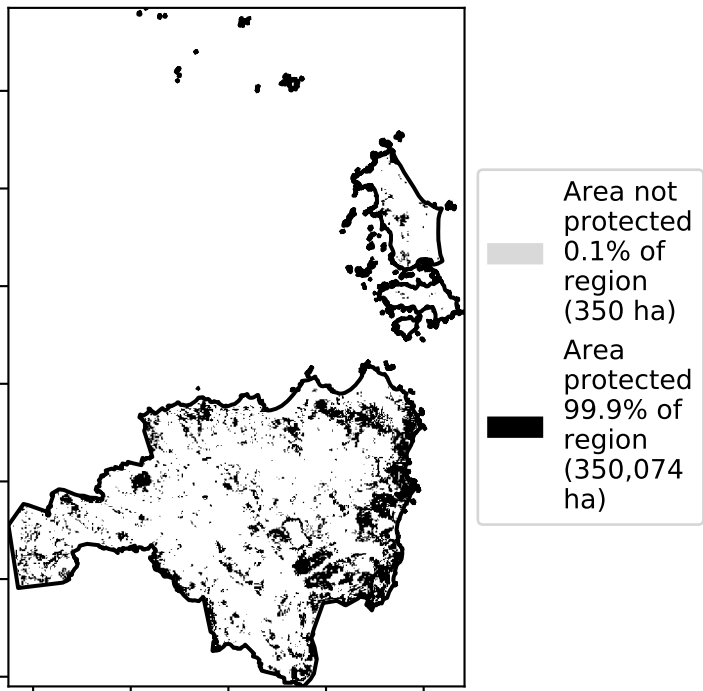 Area not
protected
0.1% of
region
(350 ha)
Area
protected
99.9% of
region
(350,074
ha)